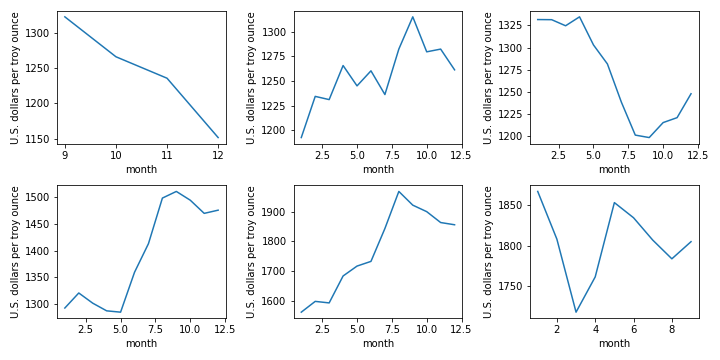 U.S. dollars per troy ounce
1300
1250
1200
1150
9 10 11 12
month
U.S. dollars per troy ounce
1300
1275
1250
1225
1200
2.5 5.0 7.5 10.0 12.5
month
U.S. dollars per troy ounce
1325
1300
1275
1250
1225
1200
2.5 5.0 7.5 10.0 12.5
month
U.S. dollars per troy ounce
1500
1450
1400
1350
1300
2.5 5.0 7.5 10.0 12.5
month
U.S. dollars per troy ounce
1900
1800
1700
1600
2.5 5.0 7.5 10.0 12.5
month
U.S. dollars per troy ounce
1850
1800
1750
2 4 6 8
month